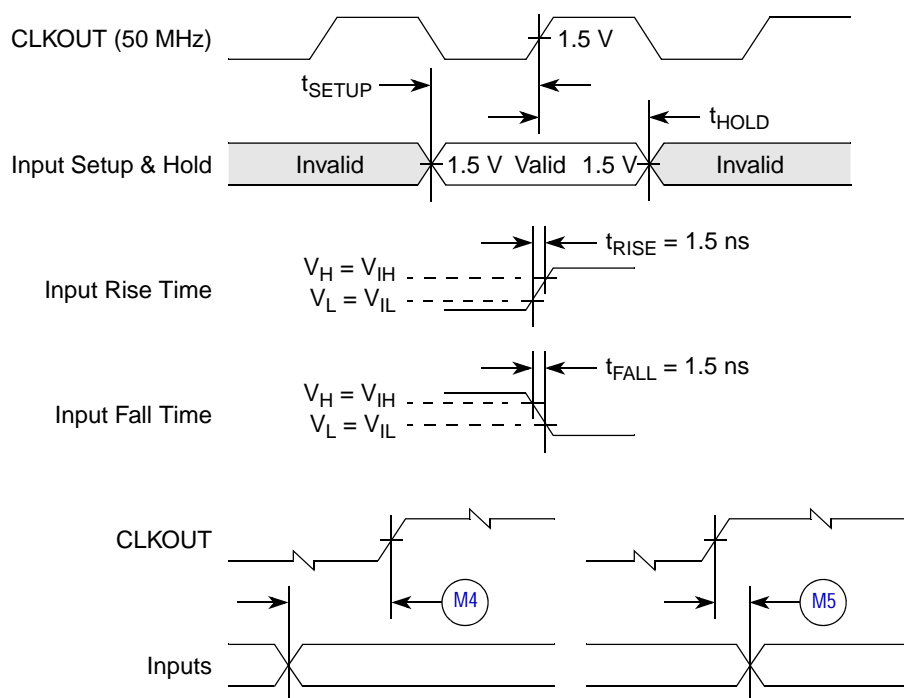 CLKOUT (50 MHz)
1.5 V
tSETUP
tHOLD
Input Setup & Hold
Invalid
1.5 V Valid 1.5 V
Invalid
tRISE = 1.5 ns
VH = VIH
Input Rise Time
VL = VIL
tFALL = 1.5 ns
VH = VIH
Input Fall Time
VL = VIL
CLKOUT
M4
M5
Inputs